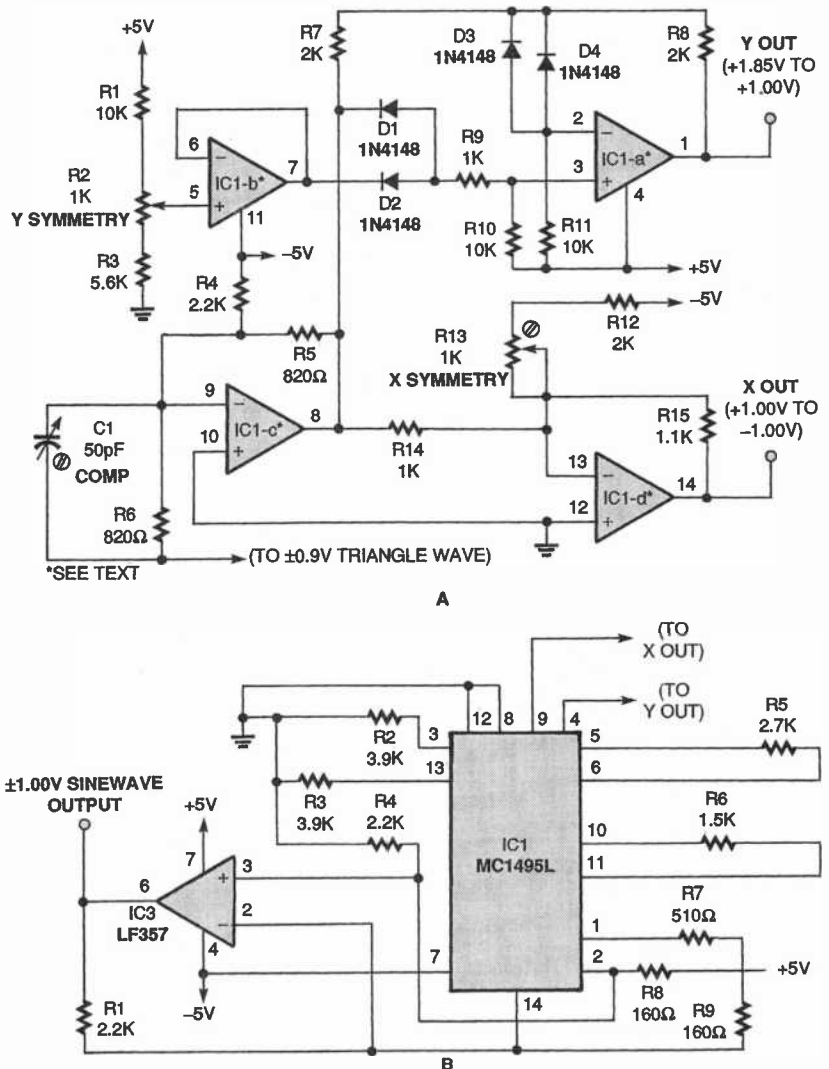 +5V
R1
10K
R2
1K
Y SYMMETRY
R3
5.6K
6
5
−
+
IC1-b*
7
11
−5V
R4
2.2K
R7
2K
D1
1N4148
D2
1N4148
R9
1K
D3
1N4148
D4
1N4148
R8
2K
Y OUT
(+1.85V TO
+1.00V)
2
3
−
+
IC1-a*
1
4
R10
10K
R11
10K
+5V
R5
820Ω
C1
50pF
COMP
9
10
−
+
IC1-c*
8
R6
820Ω
R14
1K
R13
1K
X SYMMETRY
R12
2K
−5V
R15
1.1K
X OUT
(+1.00V TO
−1.00V)
13
12
−
+
IC1-d*
14
*SEE TEXT
(TO ±0.9V TRIANGLE WAVE)
A
(TO
X OUT)
(TO
Y OUT)
12
8
9
4
3
13
5
6
10
11
1
2
7
14
R2
3.9K
R3
3.9K
R4
2.2K
R5
2.7K
R6
1.5K
R7
510Ω
R8
160Ω
+5V
R9
160Ω
IC1
MC1495L
±1.00V SINEWAVE
OUTPUT
+5V
7
3
+
6
2
−
IC3
LF357
4
−5V
R1
2.2K
B